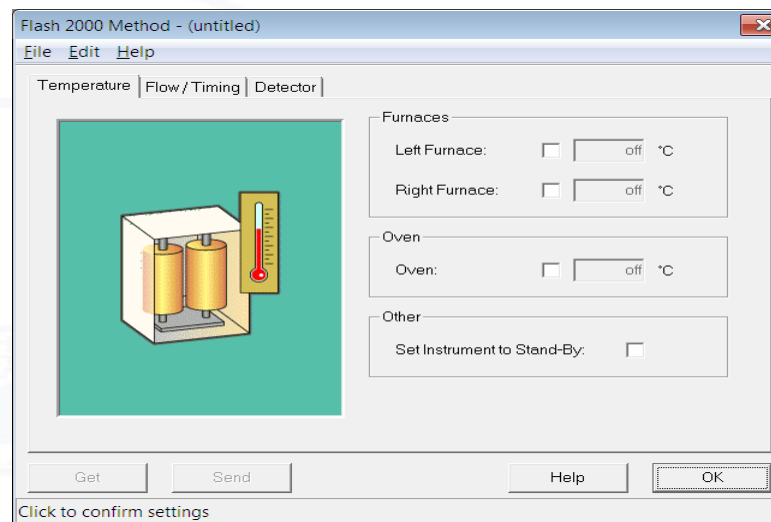 Flash 2000 Method - (untitled)
File Edit Help
Temperature Flow / Timing Detector
Furnaces
Left Furnace: off °C
Right Furnace: off °C
Oven
Oven: off °C
Other
Set Instrument to Stand-By:
Get Send Help OK
Click to confirm settings